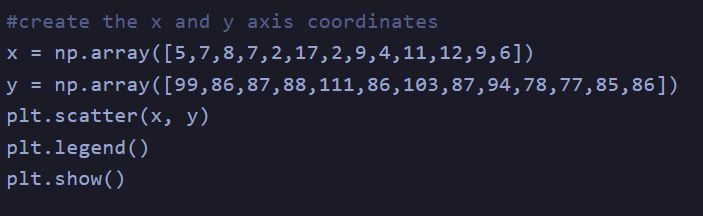 #create the x and y axis coordinates
x = np.array([5,7,8,7,2,17,2,9,4,11,12,9,6])
y = np.array([99,86,87,88,111,86,103,87,94,78,77,85,86])
plt.scatter(x, y)
plt.legend()
plt.show()